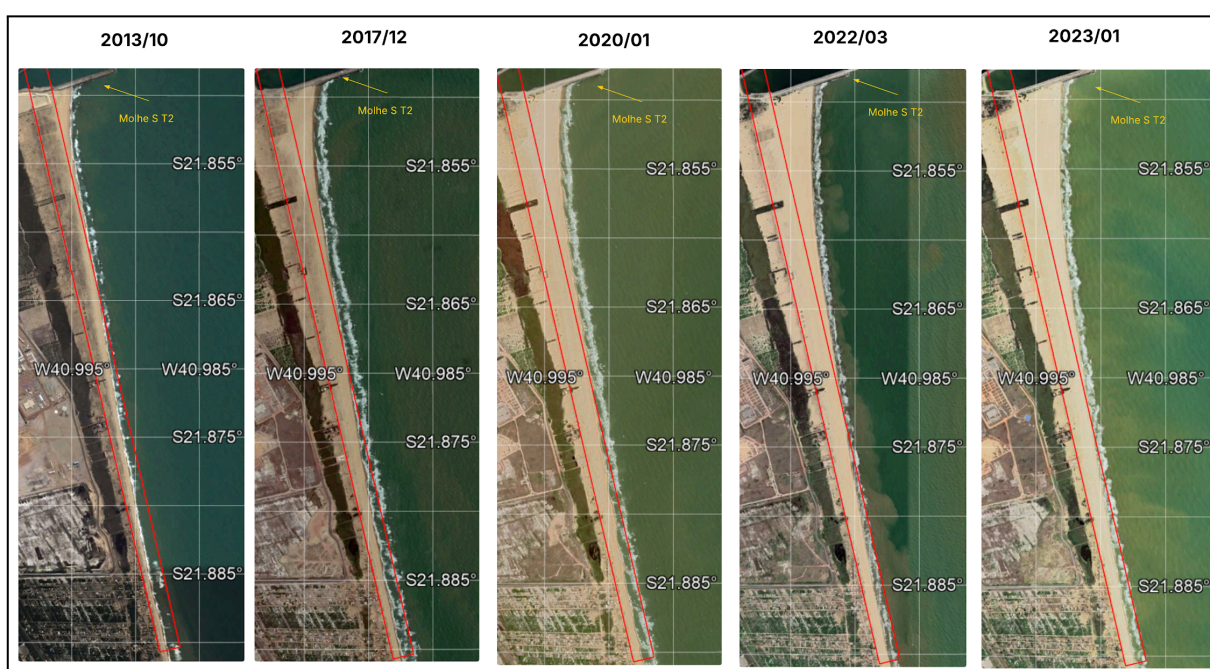 2013/10
2017/12
2020/01
2022/03
2023/01
Molhe S T2
S21.855°
S21.865°
W40.995°
W40.985°
S21.875°
S21.885°
Molhe S T2
S21.855°
S21.865°
W40.995°
W40.985°
S21.875°
S21.885°
Molhe S T2
S21.855°
S21.865°
W40.995°
W40.985°
S21.875°
S21.885°
Molhe S T2
S21.855°
S21.865°
W40.995°
W40.985°
S21.875°
S21.885°
Molhe S T2
S21.855°
S21.865°
W40.995°
W40.985°
S21.875°
S21.885°